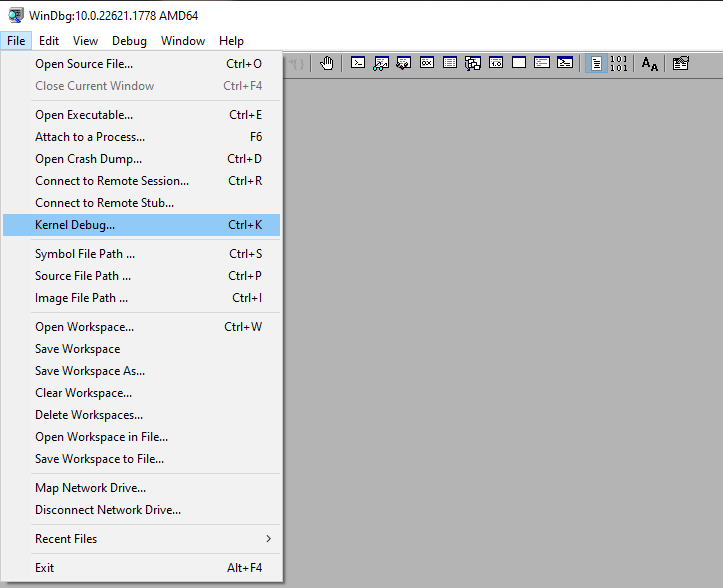 WinDbg:10.0.22621.1778 AMD64
File Edit View Debug Window Help
Open Source File... Ctrl+O
Close Current Window Ctrl+F4
Open Executable... Ctrl+E
Attach to a Process... F6
Open Crash Dump... Ctrl+D
Connect to Remote Session... Ctrl+R
Connect to Remote Stub...
Kernel Debug... Ctrl+K
Symbol File Path ... Ctrl+S
Source File Path ... Ctrl+P
Image File Path ... Ctrl+I
Open Workspace... Ctrl+W
Save Workspace
Save Workspace As...
Clear Workspace...
Delete Workspaces...
Open Workspace in File...
Save Workspace to File...
Map Network Drive...
Disconnect Network Drive...
Recent Files
Exit Alt+F4